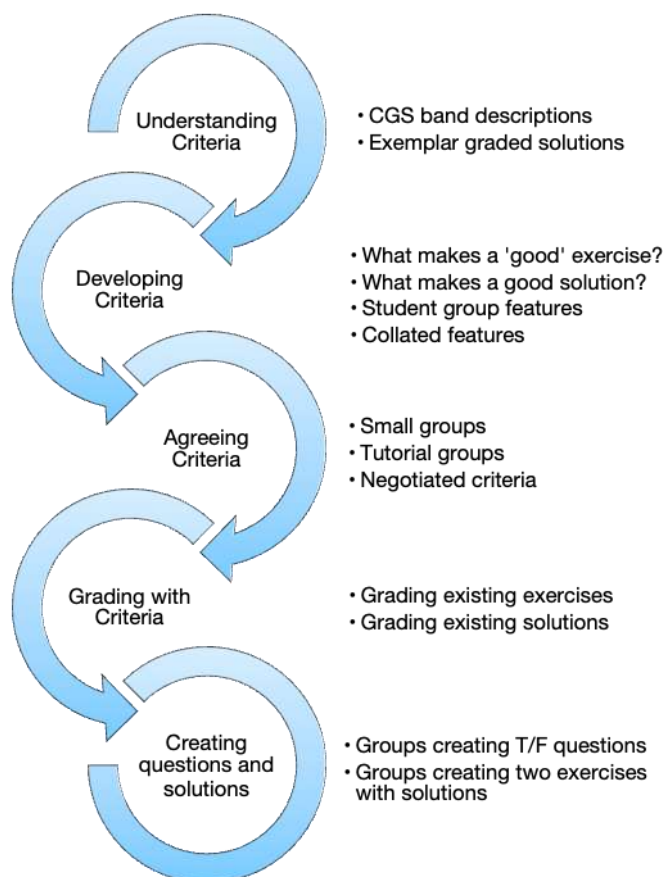 Understanding
Criteria
• CGS band descriptions
• Exemplar graded solutions
Developing
Criteria
• What makes a 'good' exercise?
• What makes a good solution?
• Student group features
• Collated features
Agreeing
Criteria
• Small groups
• Tutorial groups
• Negotiated criteria
Grading with
Criteria
• Grading existing exercises
• Grading existing solutions
Creating
questions and
solutions
• Groups creating T/F questions
• Groups creating two exercises
with solutions